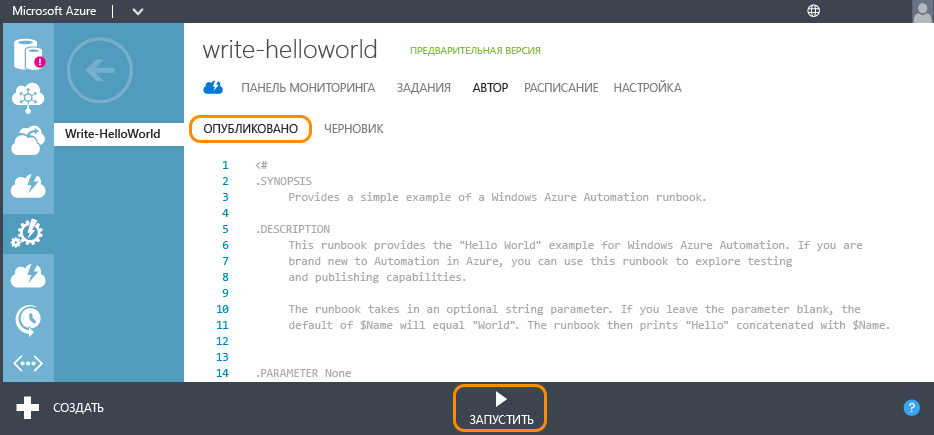 Microsoft Azure
write-helloworld ПРЕДВАРИТЕЛЬНАЯ ВЕРСИЯ
ПАНЕЛЬ МОНИТОРИНГА ЗАДАНИЯ АВТОР РАСПИСАНИЕ НАСТРОЙКА
Write-HelloWorld
ОПУБЛИКОВАНО ЧЕРНОВИК
1 <#
2 .SYNOPSIS
3 Provides a simple example of a Windows Azure Automation runbook.
4
5 .DESCRIPTION
6 This runbook provides the "Hello World" example for Windows Azure Automation. If you are
7 brand new to Automation in Azure, you can use this runbook to explore testing
8 and publishing capabilities.
9
10 The runbook takes in an optional string parameter. If you leave the parameter blank, the
11 default of $Name will equal "World". The runbook then prints "Hello" concatenated with $Name.
12
13
14 .PARAMETER None
СОЗДАТЬ
ЗАПУСТИТЬ
?